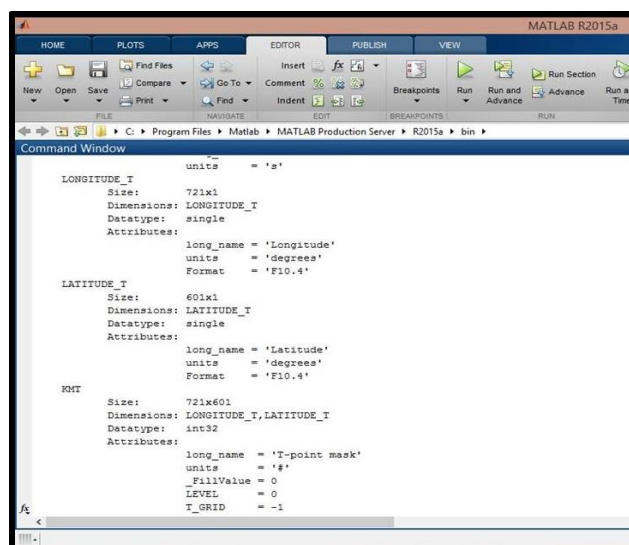 MATLAB R2015a
HOME PLOTS APPS EDITOR PUBLISH VIEW
New Open Save Find Files Compare Print Go To Find Insert fx Comment % Indent Breakpoints Run Run and Advance Run Section Advance Run a Time
FILE NAVIGATE EDIT BREAKPOINTS RUN
C: Program Files Matlab MATLAB Production Server R2015a bin
Command Window
units = 's'
LONGITUDE_T
Size: 721x1
Dimensions: LONGITUDE_T
Datatype: single
Attributes:
long_name = 'Longitude'
units = 'degrees'
Format = 'F10.4'
LATITUDE_T
Size: 601x1
Dimensions: LATITUDE_T
Datatype: single
Attributes:
long_name = 'Latitude'
units = 'degrees'
Format = 'F10.4'
KMT
Size: 721x601
Dimensions: LONGITUDE_T,LATITUDE_T
Datatype: int32
Attributes:
long_name = 'T-point mask'
units = '#'
_FillValue = 0
LEVEL = 0
fx T_GRID = -1